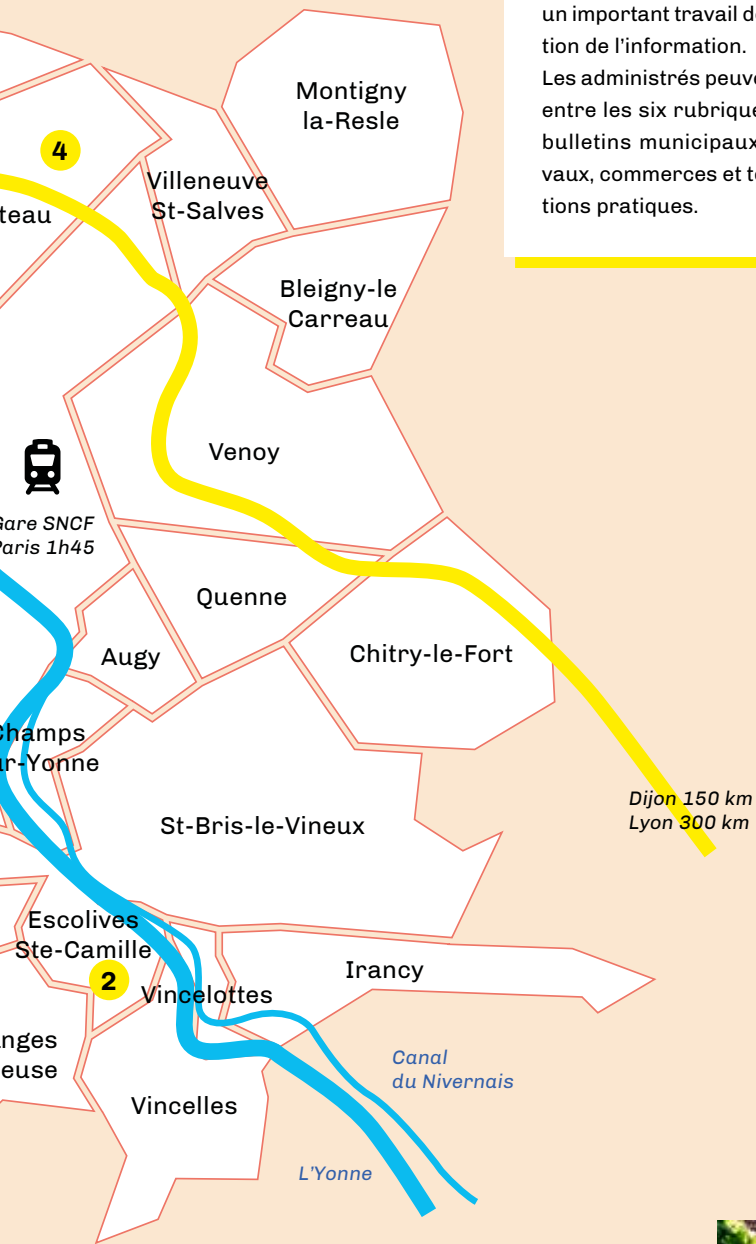 un important travail d
tion de l'information.
Les administrés peuv
entre les six rubrique
bulletins municipaux
vaux, commerces et t
tions pratiques.
Montigny
la-Resle
4
Villeneuve
St-Salves
teau
Bleigny-le
Carreau
Venoy
Gare SNCF
Paris 1h45
Quenne
Augy
Chitry-le-Fort
Champs
ur-Yonne
Dijon 150 km
Lyon 300 km
St-Bris-le-Vineux
Escolives
Ste-Camille
2
Irancy
Vincelottes
nges
euse
Canal
du Nivernais
Vincelles
L'Yonne